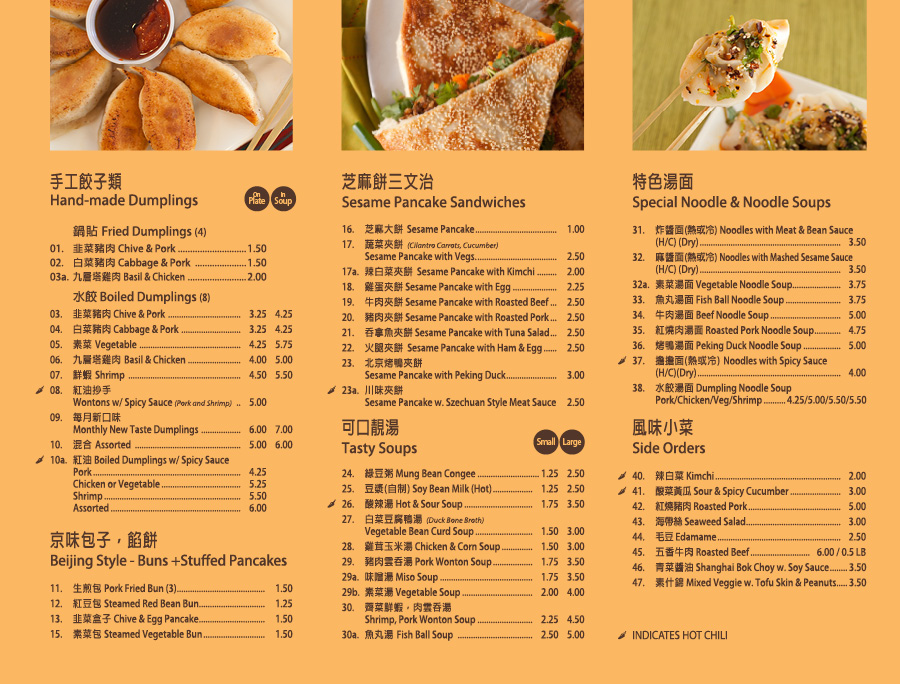 手工餃子類
Hand-made Dumplings
On Plate
In Soup
鍋貼 Fried Dumplings (4)
01. 韭菜豬肉 Chive & Pork ..........................1.50
02. 白菜豬肉 Cabbage & Pork ....................1.50
03a. 九層塔雞肉 Basil & Chicken .....................2.00
水餃 Boiled Dumplings (8)
03. 韭菜豬肉 Chive & Pork ............................ 3.25 4.25
04. 白菜豬肉 Cabbage & Pork ....................... 3.25 4.25
05. 素菜 Vegetable ........................................ 4.25 5.75
06. 九層塔雞肉 Basil & Chicken ..................... 4.00 5.00
07. 鮮蝦 Shrimp ........................................... 4.50 5.50
08. 紅油抄手
Wontons w/ Spicy Sauce (Pork and Shrimp) .. 5.00
09. 每月新口味
Monthly New Taste Dumplings ............... 6.00 7.00
10. 混合 Assorted ......................................... 5.00 6.00
10a. 紅油 Boiled Dumplings w/ Spicy Sauce
Pork......................................................... 4.25
Chicken or Vegetable.............................. 5.25
Shrimp.................................................... 5.50
Assorted ................................................. 6.00
京味包子，餡餅
Beijing Style - Buns +Stuffed Pancakes
11. 生煎包 Pork Fried Bun (3)................................ 1.50
12. 紅豆包 Steamed Red Bean Bun....................... 1.25
13. 韭菜盒子 Chive & Egg Pancake........................ 1.50
15. 素菜包 Steamed Vegetable Bun...................... 1.50
芝麻餅三文治
Sesame Pancake Sandwiches
16. 芝麻大餅 Sesame Pancake............................. 1.00
17. 蔬菜夾餅 (Cilantro Carrots, Cucumber)
Sesame Pancake with Vegs............................. 2.50
17a. 辣白菜夾餅 Sesame Pancake with Kimchi ....... 2.00
18. 雞蛋夾餅 Sesame Pancake with Egg ................ 2.25
19. 牛肉夾餅 Sesame Pancake with Roasted Beef ... 2.50
20. 豬肉夾餅 Sesame Pancake with Roasted Pork... 2.50
21. 吞拿魚夾餅 Sesame Pancake with Tuna Salad... 2.50
22. 火腿夾餅 Sesame Pancake with Ham & Egg ..... 2.50
23. 北京烤鴨夾餅
Sesame Pancake with Peking Duck.................. 3.00
23a. 川味夾餅
Sesame Pancake w. Szechuan Style Meat Sauce 2.50
可口靚湯
Tasty Soups
Small
Large
24. 綠豆粥 Mung Bean Congee ......................1.25 2.50
25. 豆漿(自制) Soy Bean Milk (Hot)............... 1.25 2.50
26. 酸辣湯 Hot & Sour Soup ......................... 1.75 3.50
27. 白菜豆腐鴨湯 (Duck Bone Broth)
Vegetable Bean Curd Soup ..................... 1.50 3.00
28. 雞茸玉米湯 Chicken & Corn Soup ............ 1.50 3.00
29. 豬肉雲吞湯 Pork Wonton Soup............... 1.75 3.50
29a. 味噌湯 Miso Soup ................................... 1.75 3.50
29b. 素菜湯 Vegetable Soup .......................... 2.00 4.00
30. 薺菜鮮蝦，肉雲吞湯
Shrimp, Pork Wonton Soup ..................... 2.25 4.50
30a. 魚丸湯 Fish Ball Soup ............................ 2.50 5.00
特色湯面
Special Noodle & Noodle Soups
31. 炸醬面(熱或冷) Noodles with Meat & Bean Sauce
(H/C) (Dry) ..................................................... 3.50
32. 麻醬面(熱或冷) Noodles with Mashed Sesame Sauce
(H/C) (Dry) ..................................................... 3.50
32a. 素菜湯面 Vegetable Noodle Soup.................. 3.75
33. 魚丸湯面 Fish Ball Noodle Soup .................... 3.75
34. 牛肉湯面 Beef Noodle Soup .......................... 5.00
35. 紅燒肉湯面 Roasted Pork Noodle Soup.......... 4.75
36. 烤鴨湯面 Peking Duck Noodle Soup .............. 5.00
37. 擔擔面(熱或冷) Noodles with Spicy Sauce
(H/C)(Dry)...................................................... 4.00
38. 水餃湯面 Dumpling Noodle Soup
Pork/Chicken/Veg/Shrimp .......... 4.25/5.00/5.50/5.50
風味小菜
Side Orders
40. 辣白菜 Kimchi................................................ 2.00
41. 酸菜黃瓜 Sour & Spicy Cucumber .................. 3.00
42. 紅燒豬肉 Roasted Pork................................... 5.00
43. 海帶絲 Seaweed Salad................................... 3.00
44. 毛豆 Edamame .............................................. 2.50
45. 五香牛肉 Roasted Beef ...................... 6.00 / 0.5 LB
46. 青菜醬油 Shanghai Bok Choy w. Soy Sauce.......3.50
47. 素什錦 Mixed Veggie w. Tofu Skin & Peanuts.....3.50
INDICATES HOT CHILI